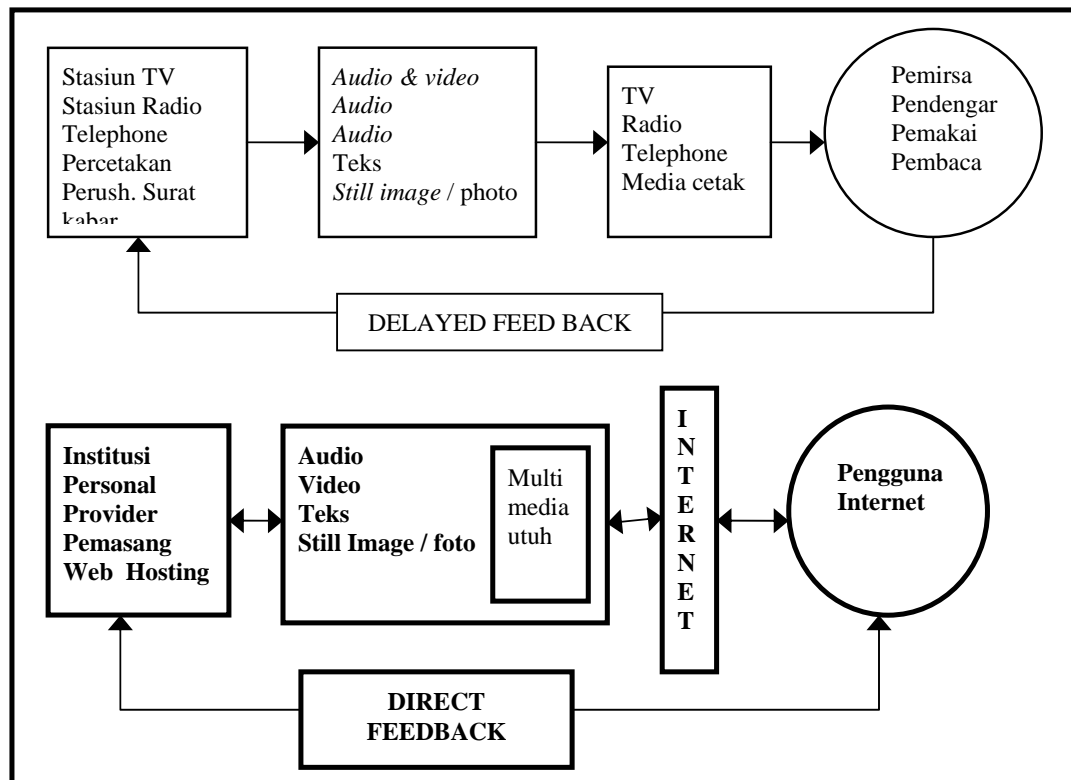 Stasiun TV
Stasiun Radio
Telephone
Percetakan
Perush. Surat
kabar
Audio & video
Audio
Audio
Teks
Still image / photo
TV
Radio
Telephone
Media cetak
Pemirsa
Pendengar
Pemakai
Pembaca
DELAYED FEED BACK
Institusi
Personal
Provider
Pemasang
Web Hosting
Audio
Video
Teks
Still Image / foto
Multi
media
utuh
I
N
T
E
R
N
E
T
Pengguna
Internet
DIRECT
FEEDBACK